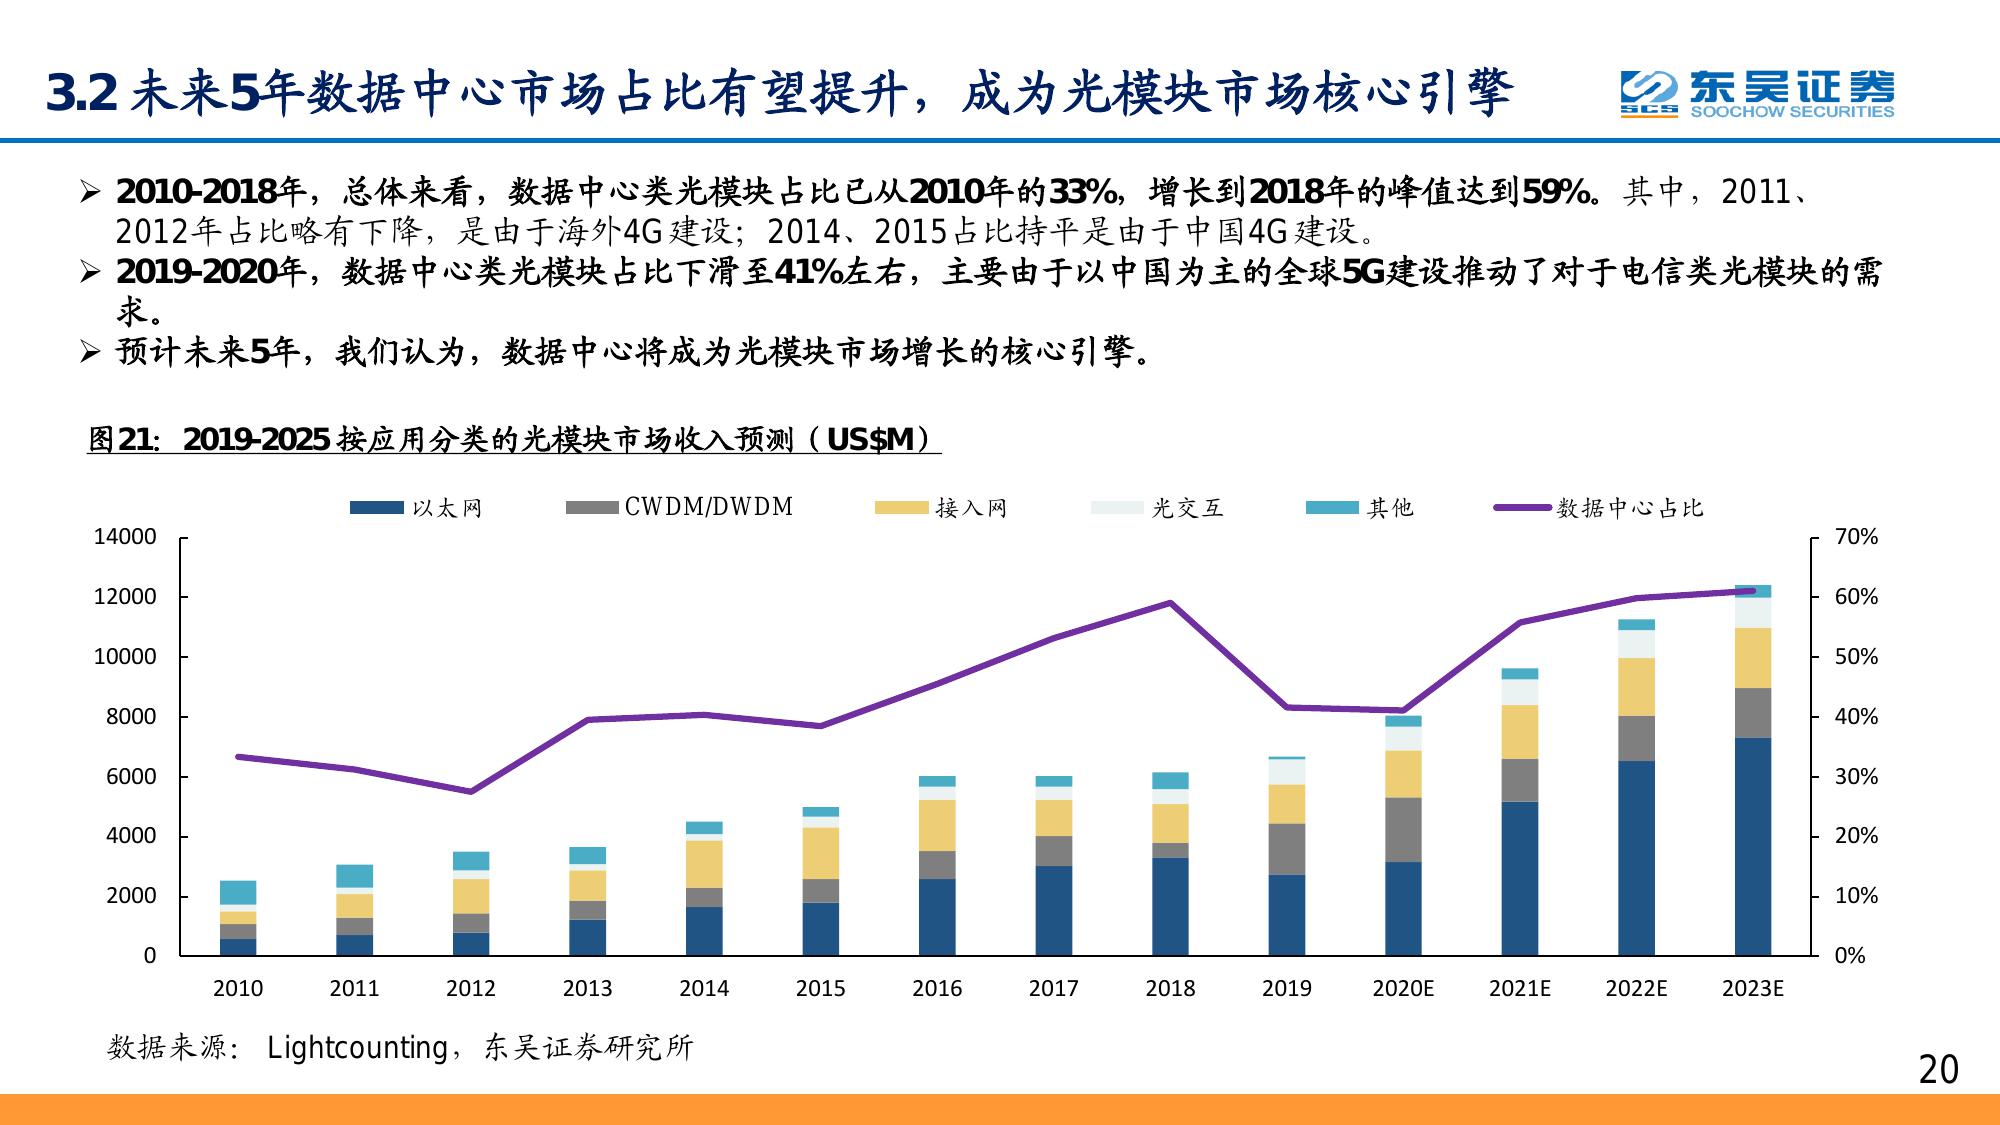 3.2 未来5年数据中心市场占比有望提升，成为光模块市场核心引擎
东吴证券
SCS
SOOCHOW SECURITIES
➢ 2010-2018年，总体来看，数据中心类光模块占比已从2010年的33%，增长到2018年的峰值达到59%。其中，2011、
2012年占比略有下降，是由于海外4G建设；2014、2015占比持平是由于中国4G建设。
➢ 2019-2020年，数据中心类光模块占比下滑至41%左右，主要由于以中国为主的全球5G建设推动了对于电信类光模块的需
求。
➢ 预计未来5年，我们认为，数据中心将成为光模块市场增长的核心引擎。
图21： 2019-2025按应用分类的光模块市场收入预测（US$M）
以太网 CWDM/DWDM 接入网 光交互 其他 数据中心占比
14000 70%
12000 60%
10000 50%
8000 40%
6000 30%
4000 20%
2000 10%
0 0%
2010 2011 2012 2013 2014 2015 2016 2017 2018 2019 2020E 2021E 2022E 2023E
数据来源： Lightcounting，东吴证券研究所
20